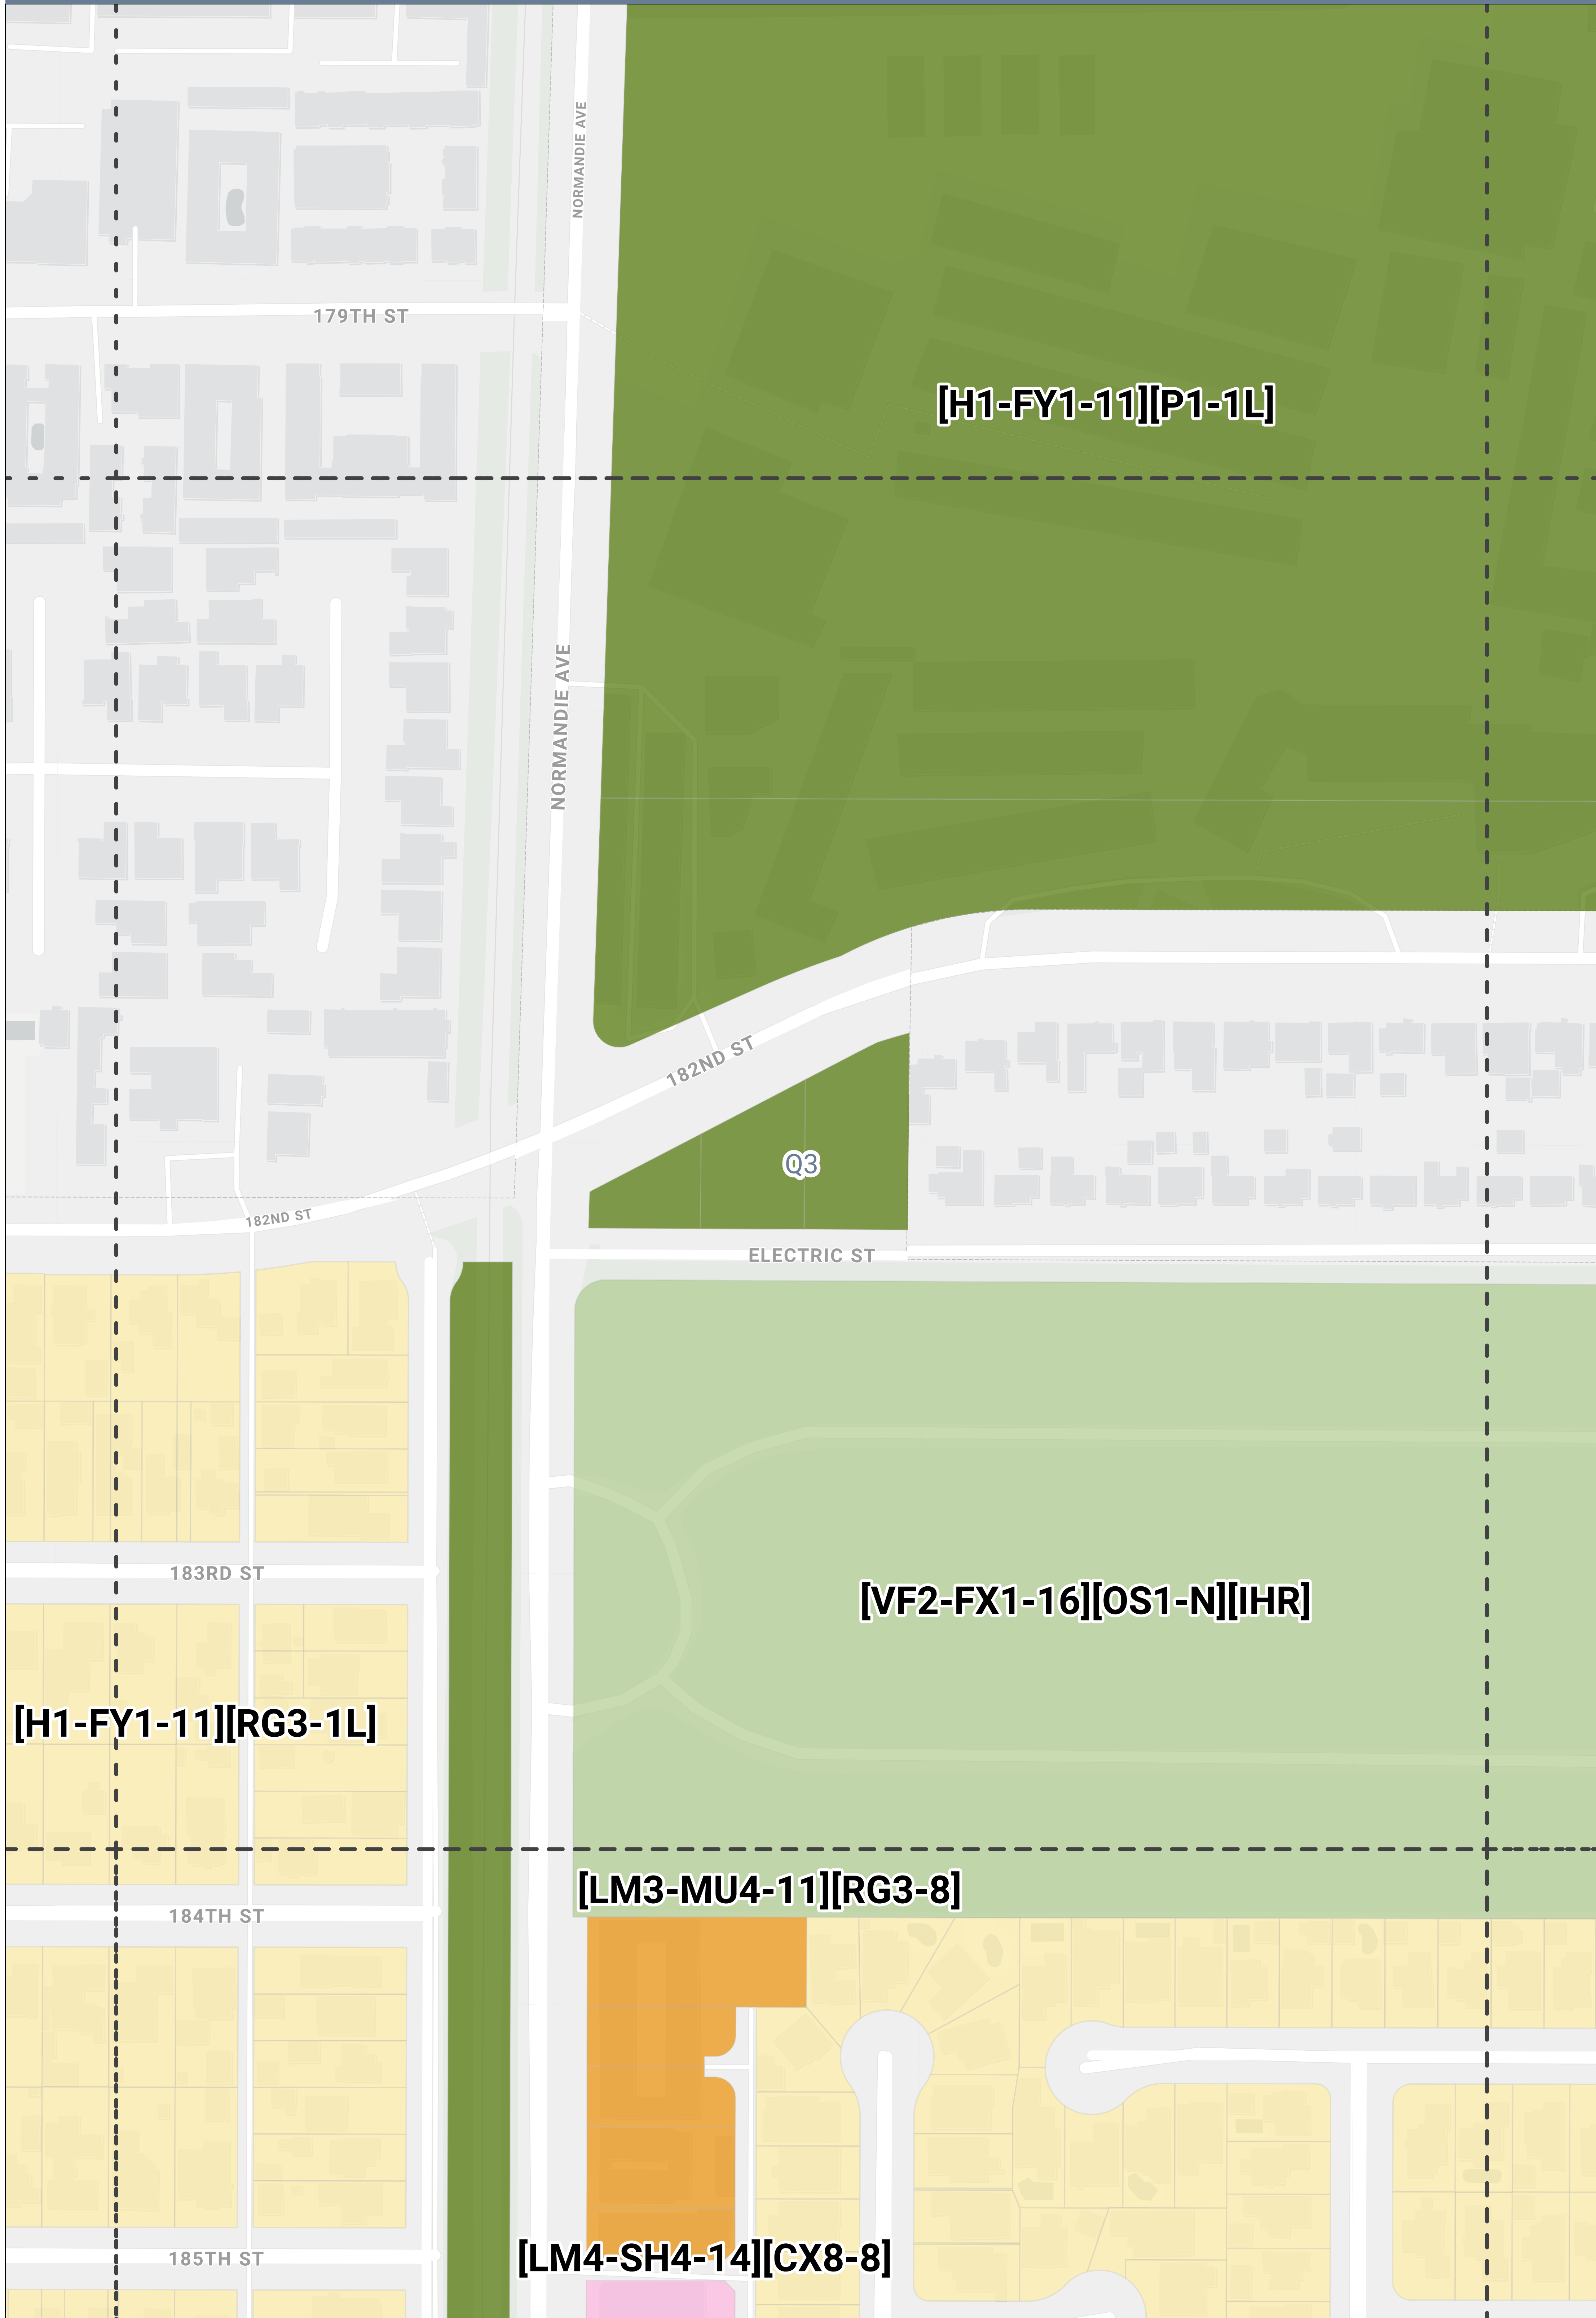 NORMANDIE AVE
179TH ST
[H1-FY1-11][P1-1L]
NORMANDIE AVE
182ND ST
Q3
182ND ST
ELECTRIC ST
183RD ST
[VF2-FX1-16][OS1-N][IHR]
[H1-FY1-11][RG3-1L]
[LM3-MU4-11][RG3-8]
184TH ST
[LM4-SH4-14][CX8-8]
185TH ST